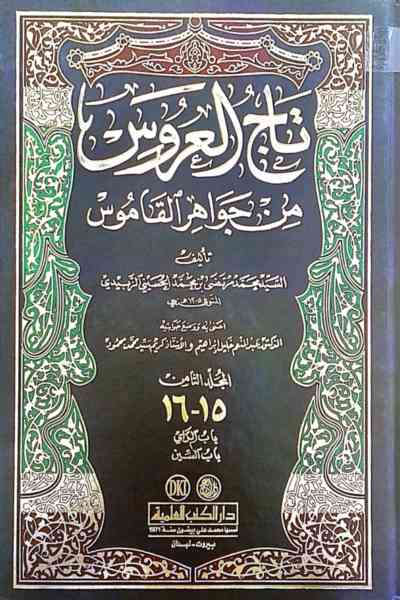 تاج العروس
من جواهر القاموس
تأليف
السيد محمد مرتضى بن محمد الحسيني الزبيدي
المتوفى ١٢٠٥ هجري
اعتنى به ووضع حواشيه
الدكتور عبد المنعم خليل إبراهيم والأستاذ كريم سيد محمد محمود
المجلد الثامن
١٥-١٦
باب الزاي
باب السين
DKI
دار الكتب العلمية
أسسها محمد علي بيضون سنة 1971
بيروت - لبنان